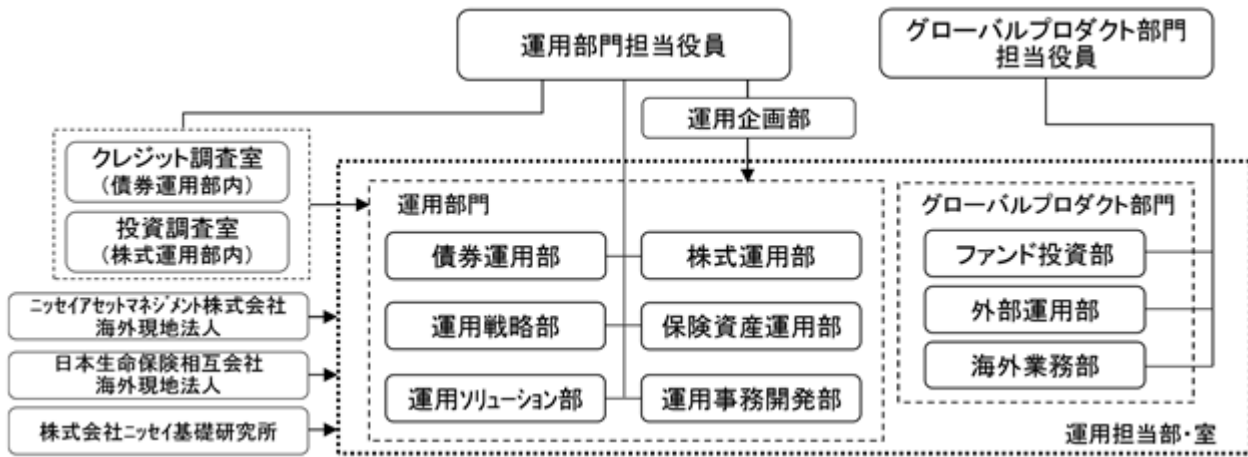 運用部門担当役員
グローバルプロダクト部門
担当役員
運用企画部
クレジット調査室
(債券運用部内)
投資調査室
(株式運用部内)
運用部門
グローバルプロダクト部門
債券運用部
株式運用部
ファンド投資部
ニッセイアセットマネジメント株式会社
海外現地法人
運用戦略部
保険資産運用部
外部運用部
日本生命保険相互会社
海外現地法人
海外業務部
運用ソリューション部
運用事務開発部
株式会社ニッセイ基礎研究所
運用担当部・室